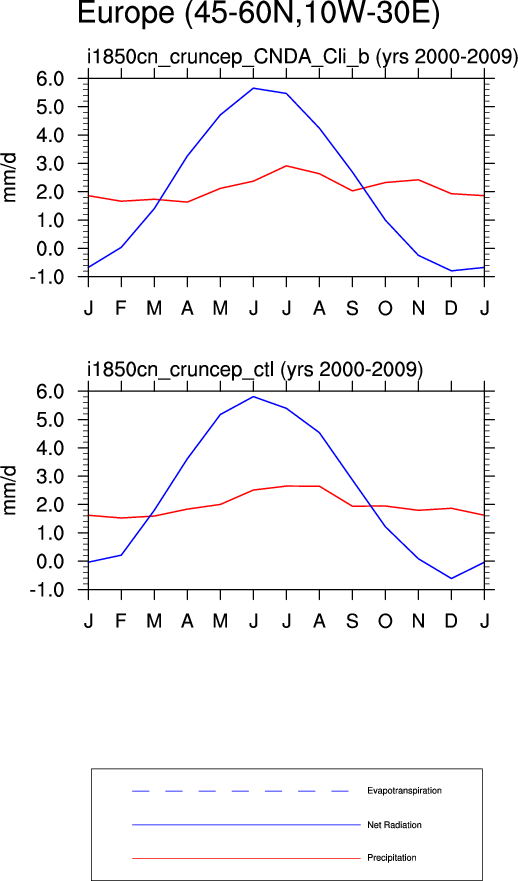 Europe (45-60N,10W-30E)
i1850cn_cruncep_CNDA_Cli_b (yrs 2000-2009)
6.0
5.0
4.0
3.0
2.0
1.0
0.0
-1.0
mm/d
J F M A M J J A S O N D J
i1850cn_cruncep_ctl (yrs 2000-2009)
6.0
5.0
4.0
3.0
2.0
1.0
0.0
-1.0
mm/d
J F M A M J J A S O N D J
Evapotranspiration
Net Radiation
Precipitation